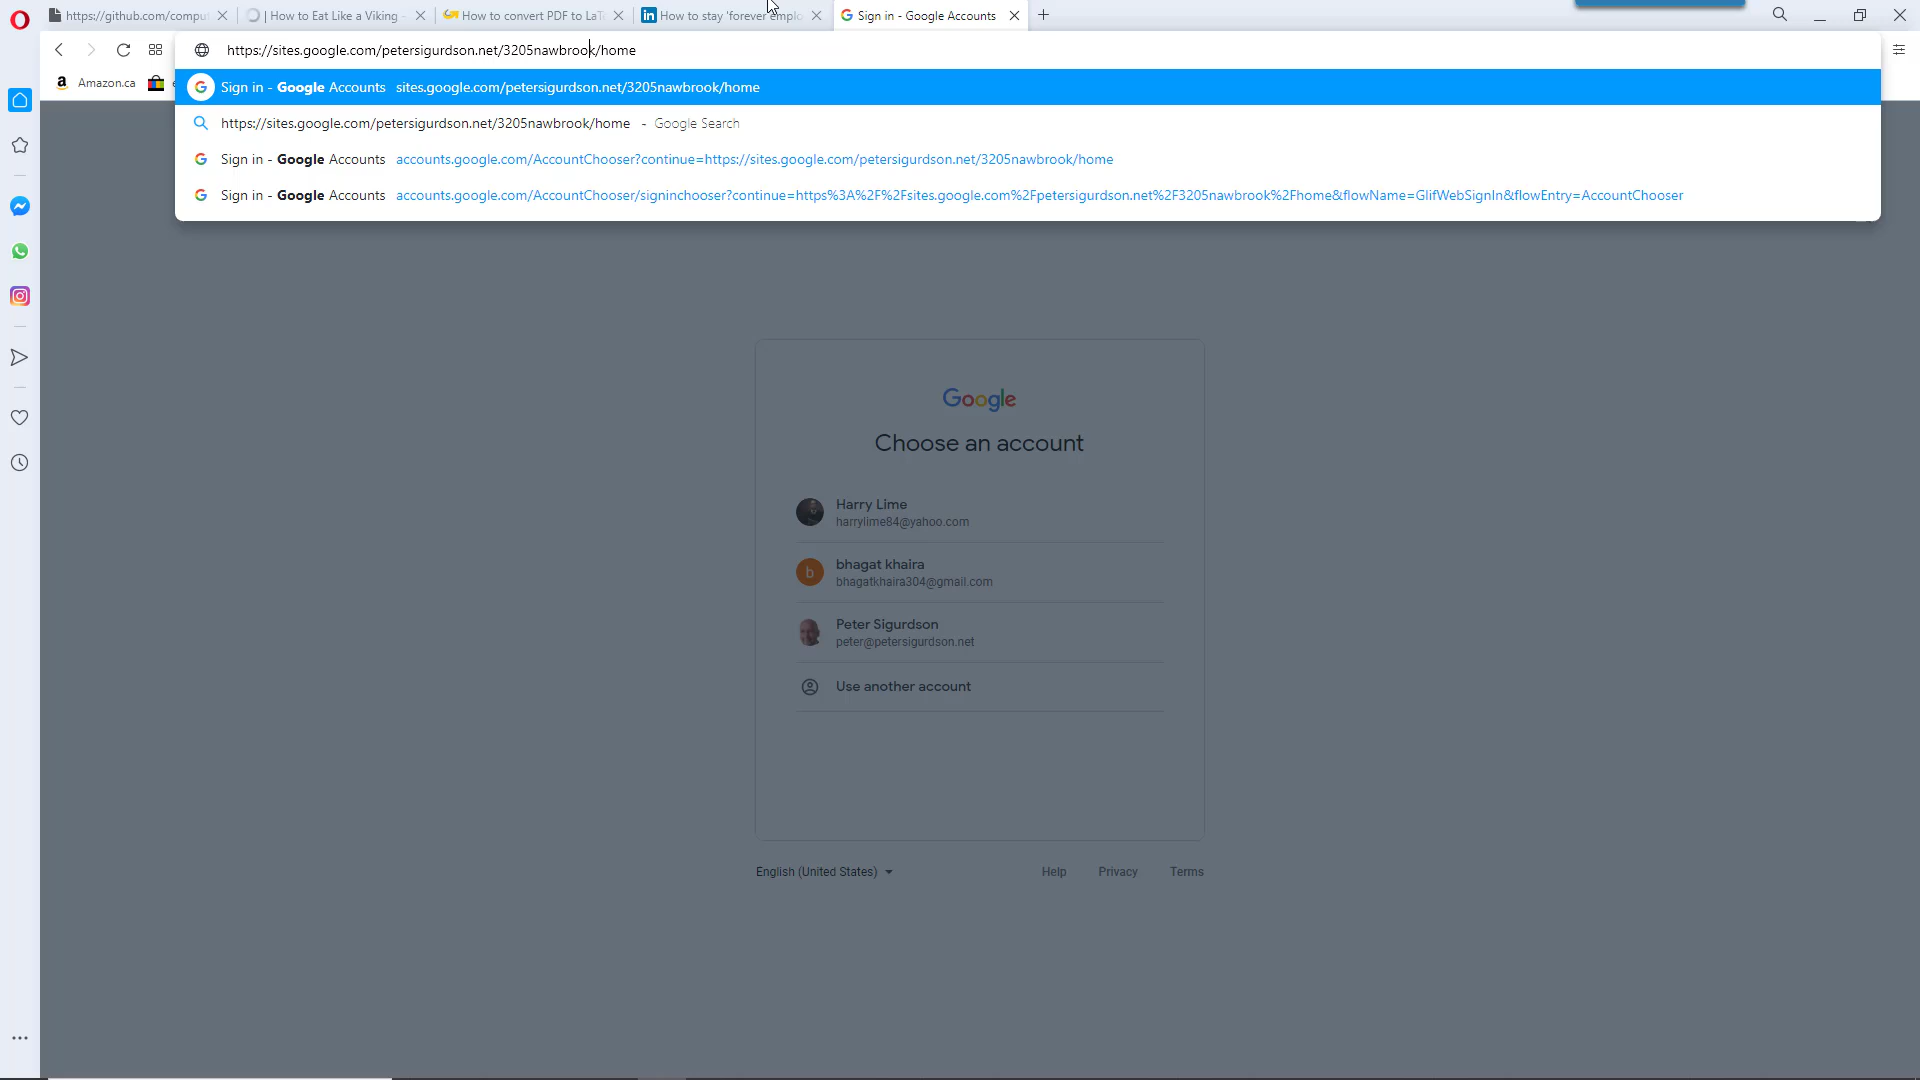 https://github.com/comput
| How to Eat Like a Viking -
How to convert PDF to LaTe
How to stay 'forever emplo
Sign in - Google Accounts
https://sites.google.com/petersigurdson.net/3205nawbrook/home
Amazon.ca
Sign in - Google Accounts sites.google.com/petersigurdson.net/3205nawbrook/home
https://sites.google.com/petersigurdson.net/3205nawbrook/home - Google Search
Sign in - Google Accounts accounts.google.com/AccountChooser?continue=https://sites.google.com/petersigurdson.net/3205nawbrook/home
Sign in - Google Accounts accounts.google.com/AccountChooser/signinchooser?continue=https%3A%2F%2Fsites.google.com%2Fpetersigurdson.net%2F3205nawbrook%2Fhome&flowName=GlifWebSignIn&flowEntry=AccountChooser
Google
Choose an account
Harry Lime
harrylime84@yahoo.com
b
bhagat khaira
bhagatkhaira304@gmail.com
Peter Sigurdson
peter@petersigurdson.net
Use another account
English (United States)
Help
Privacy
Terms